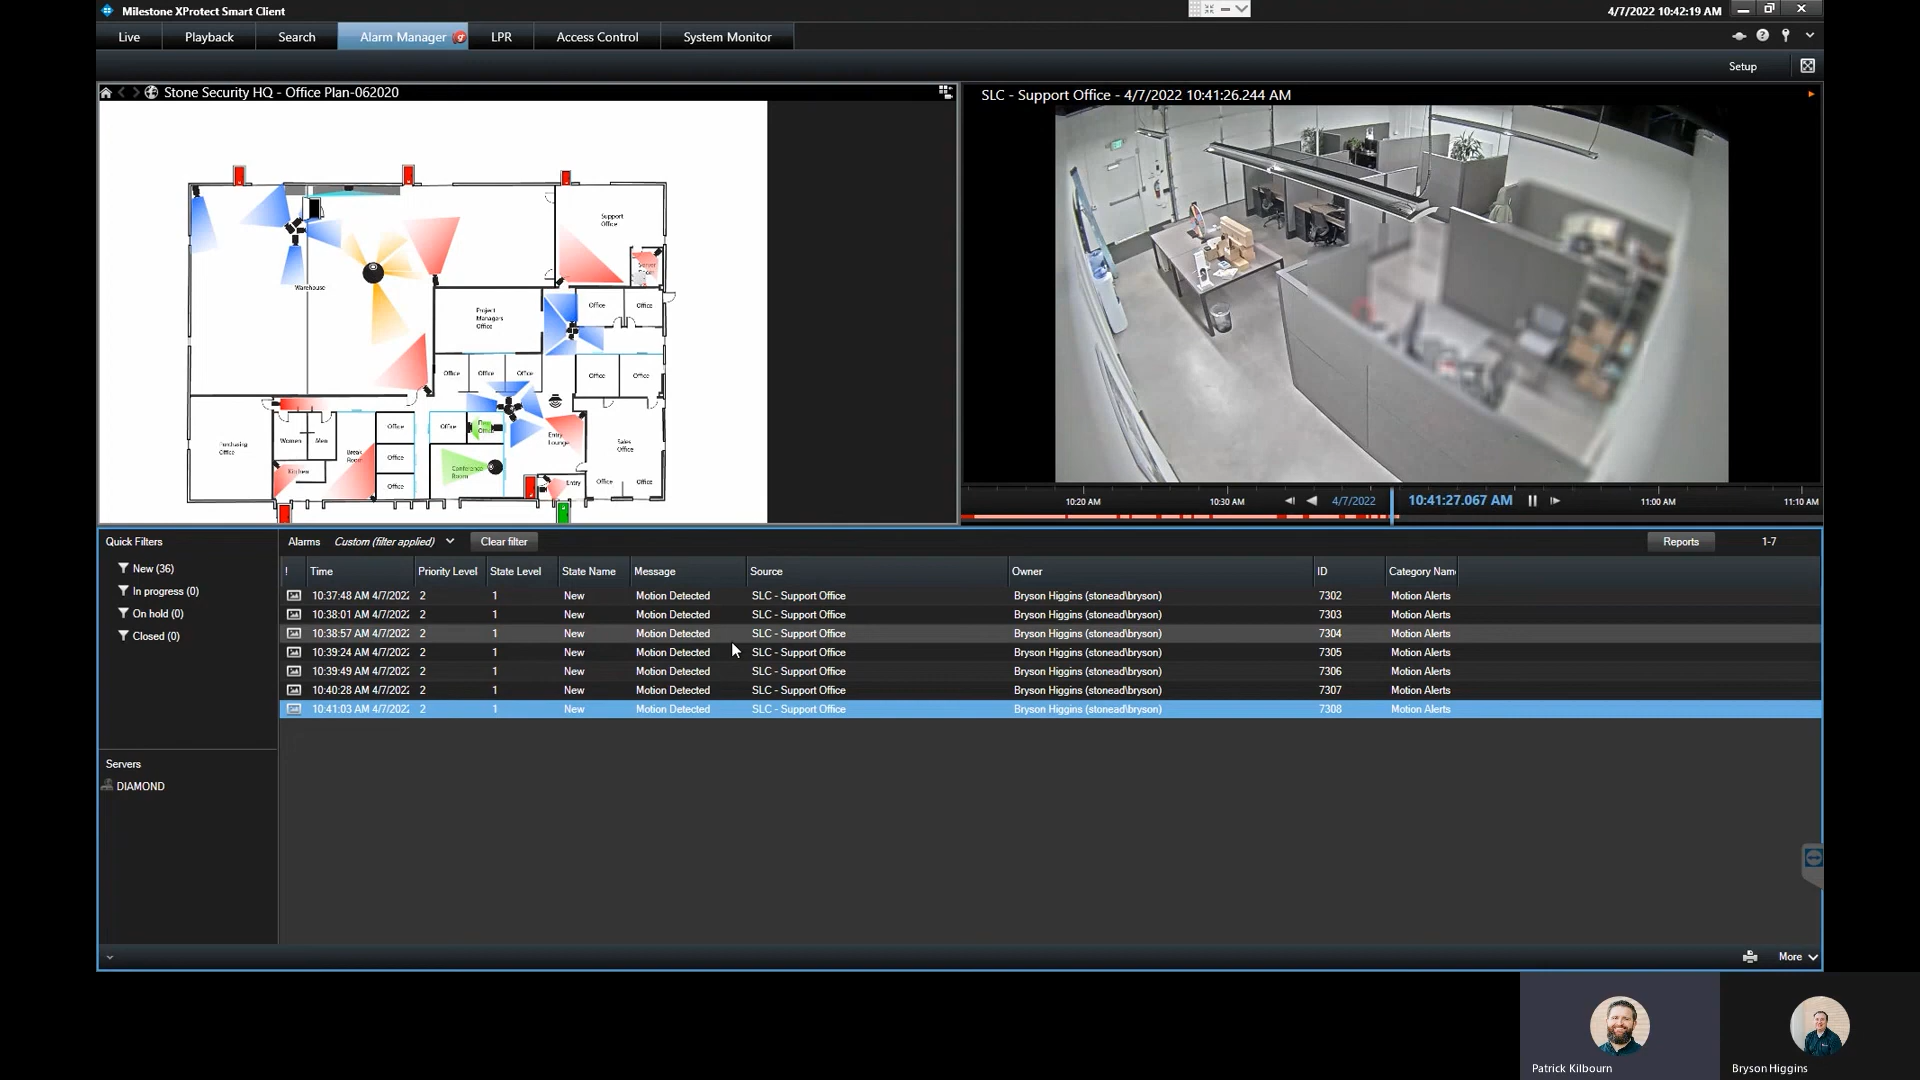 Milestone XProtect Smart Client
4/7/2022 10:42:19 AM
Live
Playback
Search
Alarm Manager
LPR
Access Control
System Monitor
Setup
Stone Security HQ - Office Plan-062020
SLC - Support Office - 4/7/2022 10:41:26.244 AM
Support
Office
Warehouse
Project
Managers
Office
Office
Office
Office
Office
Office
Office
Office
Office
Purchasing
Office
Women
Men
Kitchen
Break
Room
Office
Office
Office
Office
Conference
Room
Entry
Lounge
Entry
Sales
Office
Office
Office
10:20 AM
10:30 AM
4/7/2022
10:41:27.067 AM
11:00 AM
11:10 AM
Quick Filters
New (36)
In progress (0)
On hold (0)
Closed (0)
Servers
DIAMOND
Alarms Custom (filter applied) Clear filter Reports 1-7
! Time Priority Level State Level State Name Message Source Owner ID Category Nam
10:37:48 AM 4/7/202 2 1 New Motion Detected SLC - Support Office Bryson Higgins (stonead\bryson) 7302 Motion Alerts
10:38:01 AM 4/7/202 2 1 New Motion Detected SLC - Support Office Bryson Higgins (stonead\bryson) 7303 Motion Alerts
10:38:57 AM 4/7/202 2 1 New Motion Detected SLC - Support Office Bryson Higgins (stonead\bryson) 7304 Motion Alerts
10:39:24 AM 4/7/202 2 1 New Motion Detected SLC - Support Office Bryson Higgins (stonead\bryson) 7305 Motion Alerts
10:39:49 AM 4/7/202 2 1 New Motion Detected SLC - Support Office Bryson Higgins (stonead\bryson) 7306 Motion Alerts
10:40:28 AM 4/7/202 2 1 New Motion Detected SLC - Support Office Bryson Higgins (stonead\bryson) 7307 Motion Alerts
10:41:03 AM 4/7/202 2 1 New Motion Detected SLC - Support Office Bryson Higgins (stonead\bryson) 7308 Motion Alerts
More
Patrick Kilbourn
Bryson Higgins